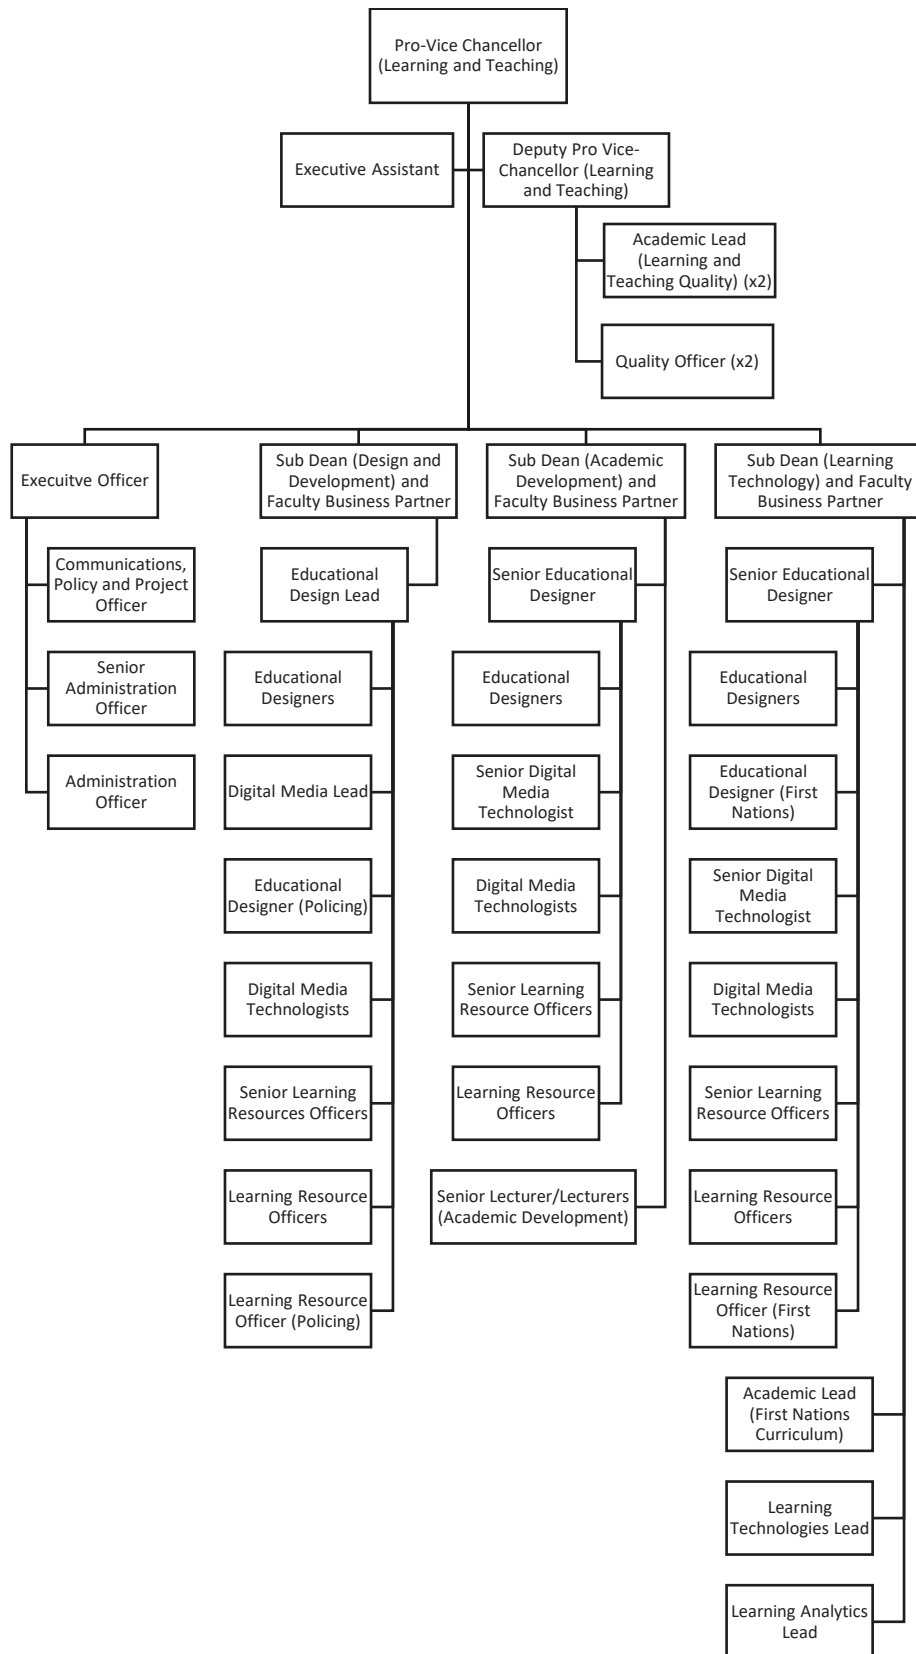 Pro-Vice Chancellor
(Learning and Teaching)
Executive Assistant
Deputy Pro Vice-
Chancellor (Learning
and Teaching)
Academic Lead
(Learning and
Teaching Quality) (x2)
Quality Officer (x2)
Execuitve Officer
Communications,
Policy and Project
Officer
Senior
Administration
Officer
Administration
Officer
Sub Dean (Design and
Development) and
Faculty Business Partner
Educational
Design Lead
Educational
Designers
Digital Media Lead
Educational
Designer (Policing)
Digital Media
Technologists
Senior Learning
Resources Officers
Learning Resource
Officers
Learning Resource
Officer (Policing)
Sub Dean (Academic
Development) and
Faculty Business Partner
Senior Educational
Designer
Educational
Designers
Senior Digital
Media
Technologist
Digital Media
Technologists
Senior Learning
Resource Officers
Learning Resource
Officers
Senior Lecturer/Lecturers
(Academic Development)
Sub Dean (Learning
Technology) and Faculty
Business Partner
Senior Educational
Designer
Educational
Designers
Educational
Designer (First
Nations)
Senior Digital
Media
Technologist
Digital Media
Technologists
Senior Learning
Resource Officers
Learning Resource
Officers
Learning Resource
Officer (First
Nations)
Academic Lead
(First Nations
Curriculum)
Learning
Technologies Lead
Learning Analytics
Lead